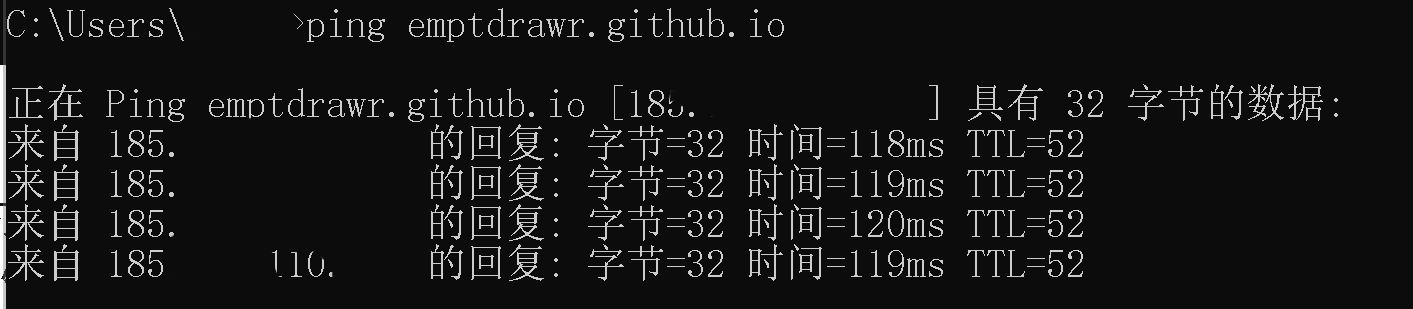 C:\Users\ >ping emptdrawr.github.io
正在 Ping emptdrawr.github.io [185. ] 具有 32 字节的数据:
来自 185. 的回复: 字节=32 时间=118ms TTL=52
来自 185. 的回复: 字节=32 时间=119ms TTL=52
来自 185. 的回复: 字节=32 时间=120ms TTL=52
来自 185 110. 的回复: 字节=32 时间=119ms TTL=52